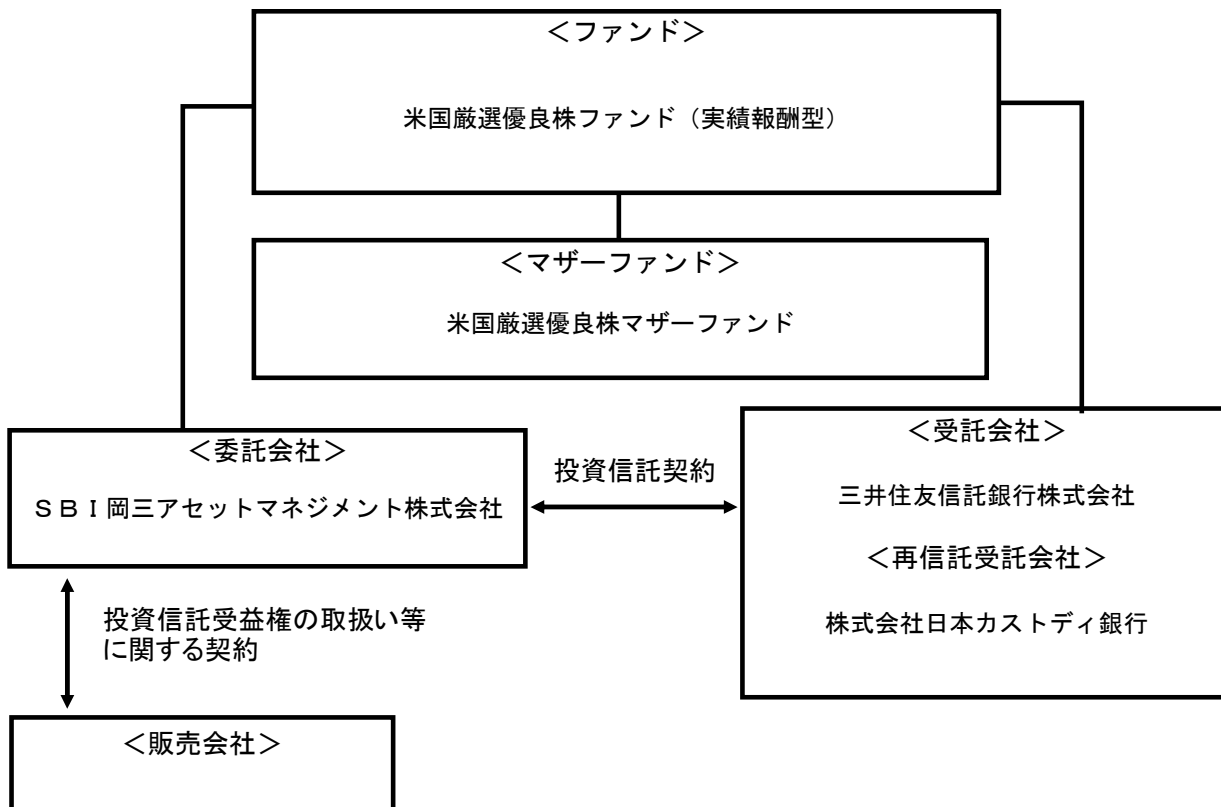 ＜ファンド＞
米国厳選優良株ファンド（実績報酬型）
＜マザーファンド＞
米国厳選優良株マザーファンド
＜委託会社＞
ＳＢＩ岡三アセットマネジメント株式会社
投資信託契約
＜受託会社＞
三井住友信託銀行株式会社
＜再信託受託会社＞
株式会社日本カストディ銀行
投資信託受益権の取扱い等
に関する契約
＜販売会社＞